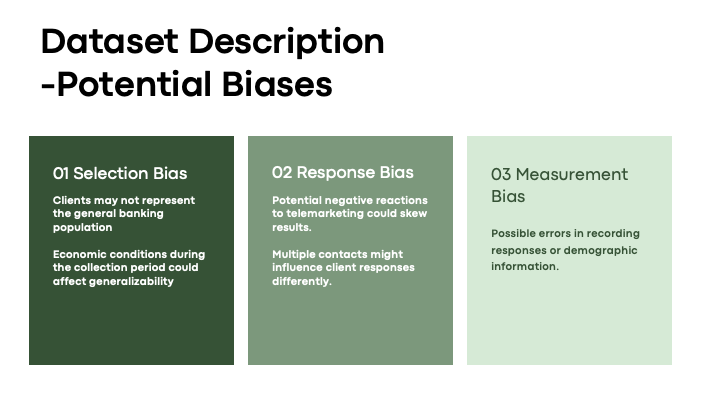 Dataset Description
-Potential Biases
01 Selection Bias
Clients may not represent
the general banking
population
Economic conditions during
the collection period could
affect generalizability
02 Response Bias
Potential negative reactions
to telemarketing could skew
results.
Multiple contacts might
influence client responses
differently.
03 Measurement
Bias
Possible errors in recording
responses or demographic
information.